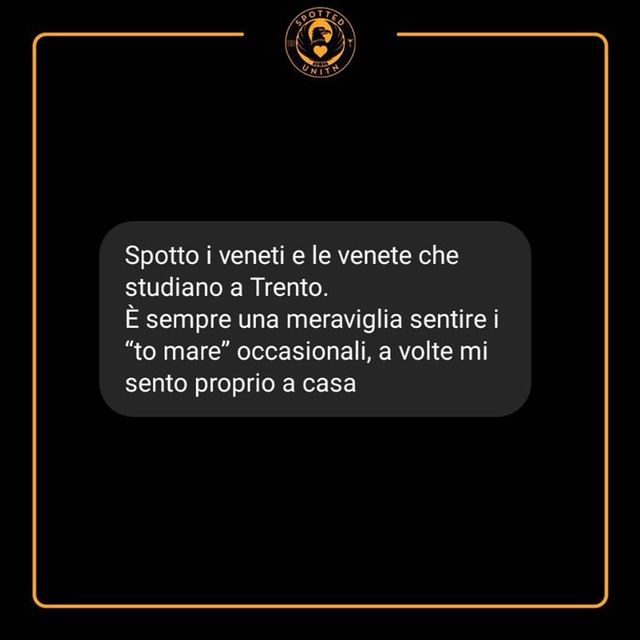 SPOTTED
UNITN
Spotto i veneti e le venete che
studiano a Trento.
È sempre una meraviglia sentire i
“to mare” occasionali, a volte mi
sento proprio a casa